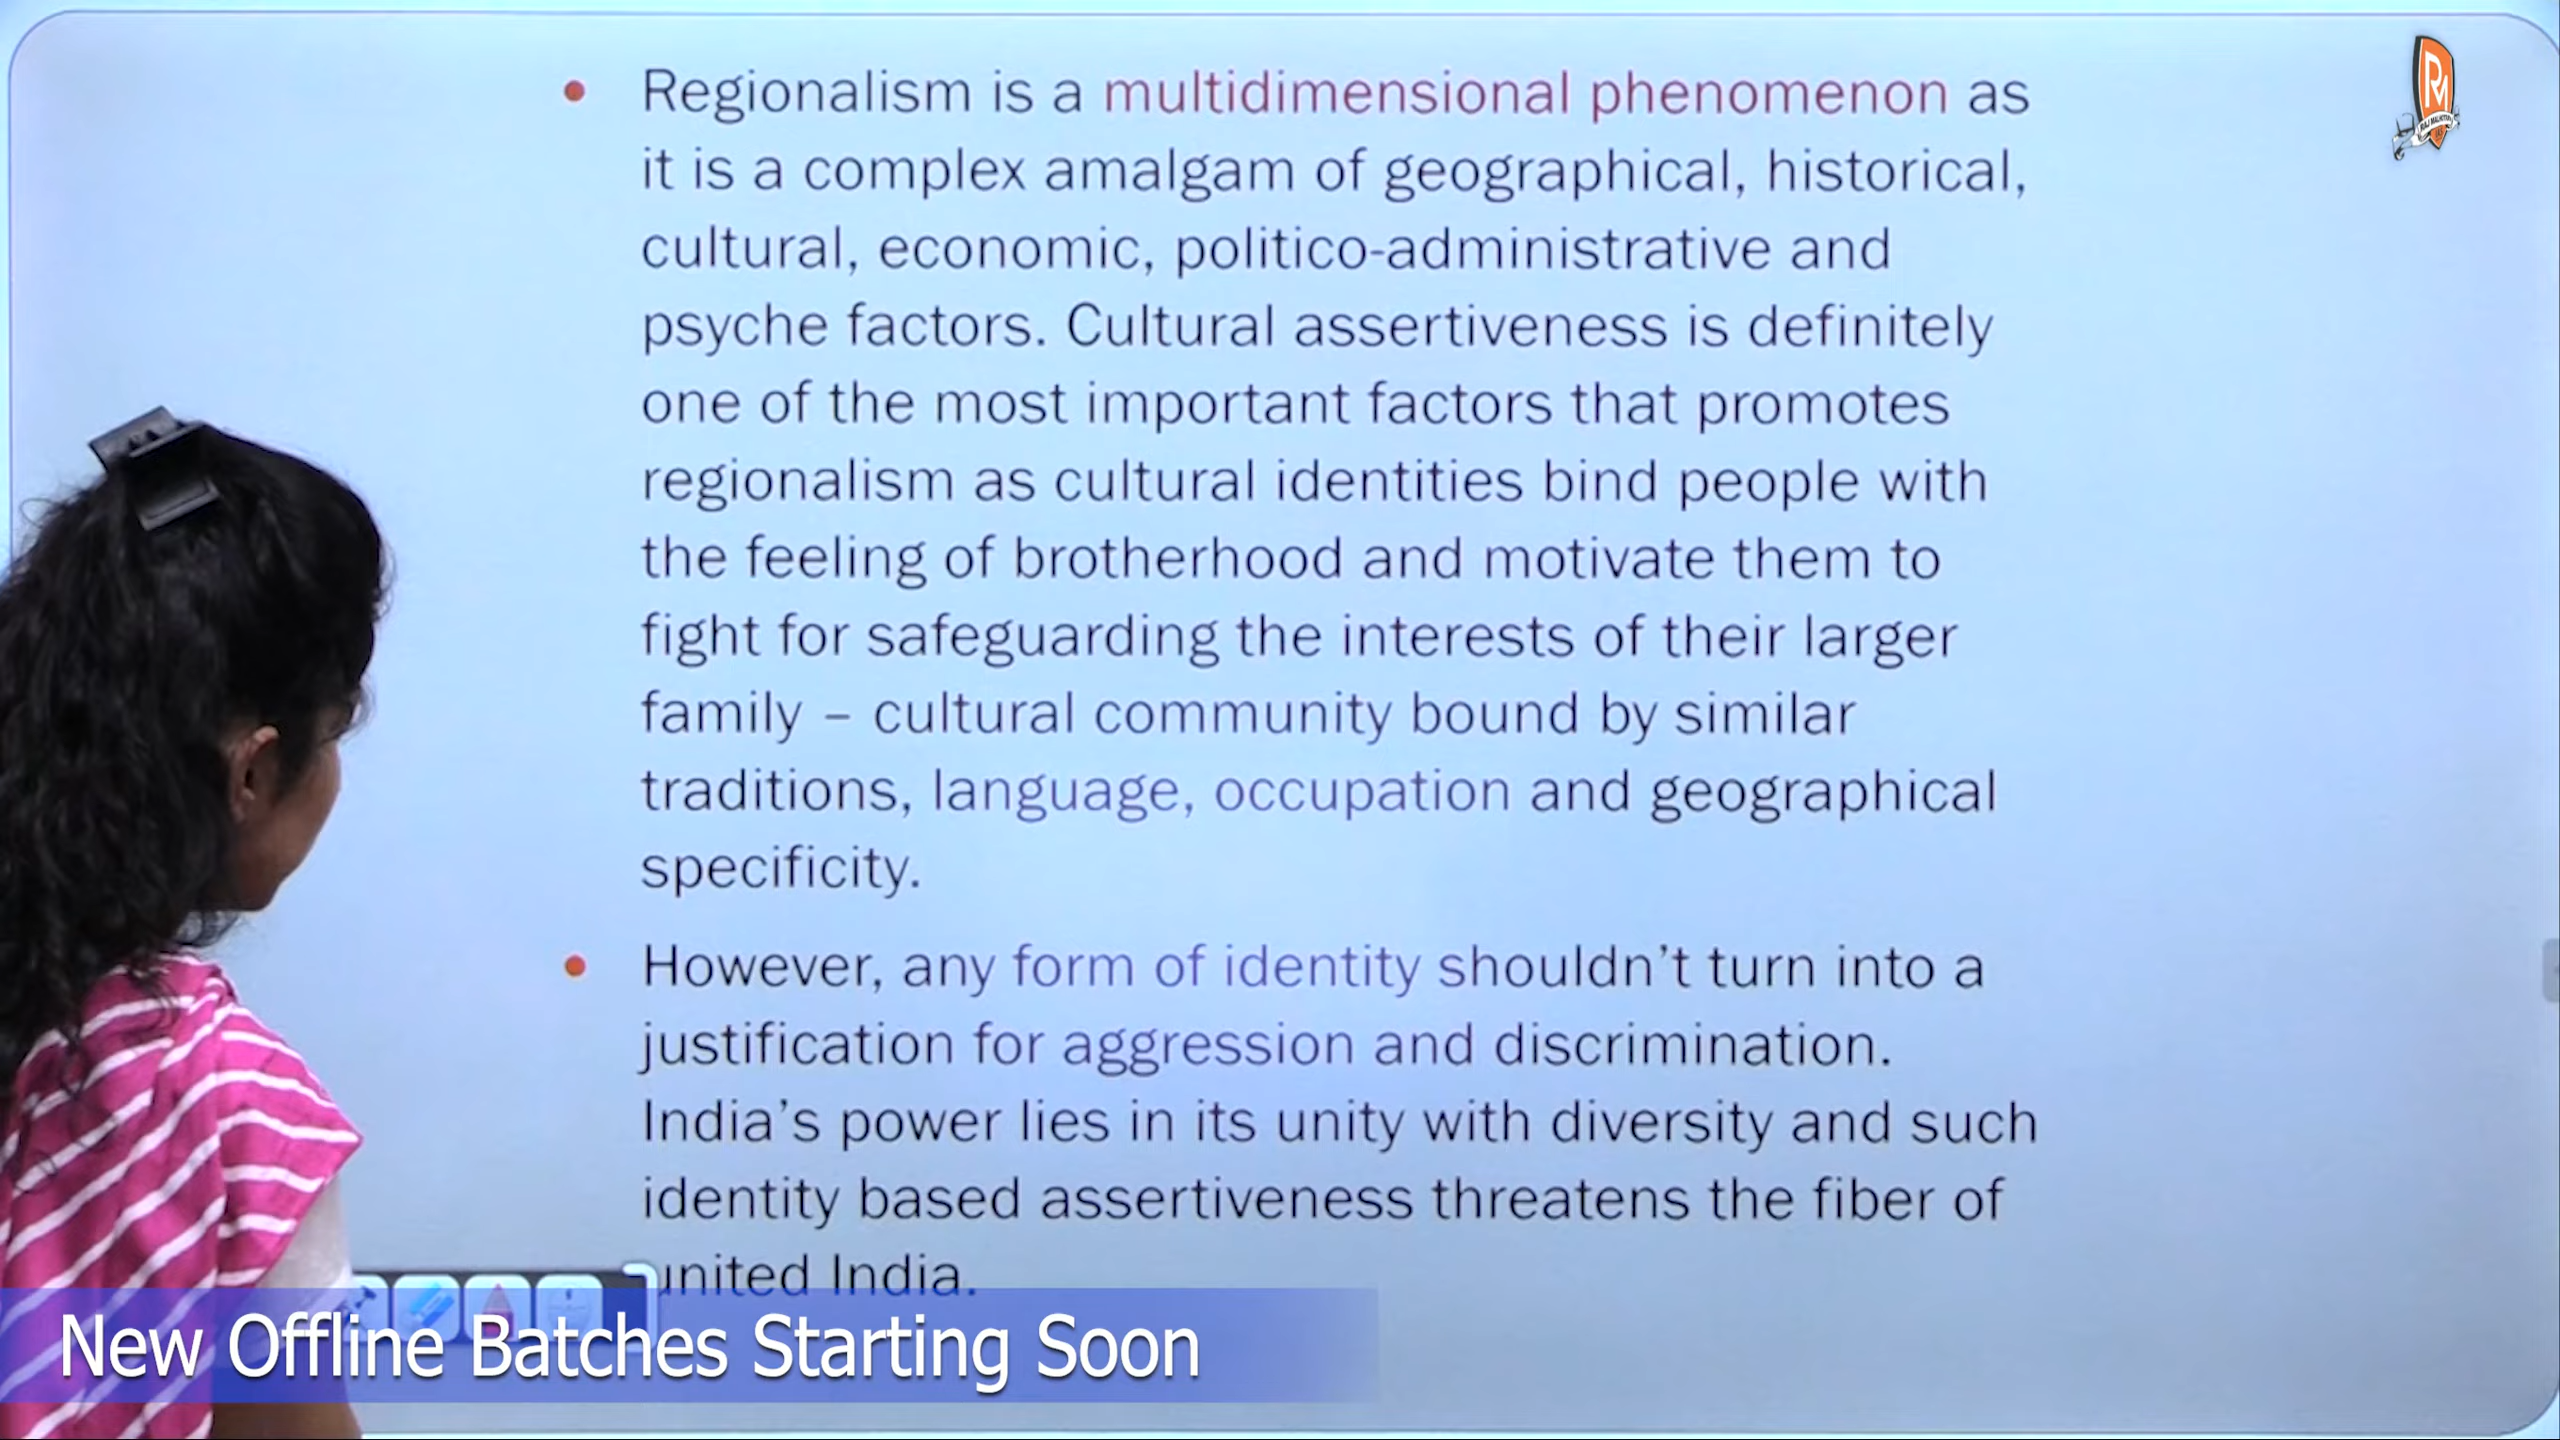 Regionalism is a multidimensional phenomenon as
it is a complex amalgam of geographical, historical,
cultural, economic, politico-administrative and
psyche factors. Cultural assertiveness is definitely
one of the most important factors that promotes
regionalism as cultural identities bind people with
the feeling of brotherhood and motivate them to
fight for safeguarding the interests of their larger
family – cultural community bound by similar
traditions, language, occupation and geographical
specificity.
However, any form of identity shouldn't turn into a
justification for aggression and discrimination.
India's power lies in its unity with diversity and such
identity based assertiveness threatens the fiber of
united India.
New Offline Batches Starting Soon
RAJ MALHOTRA'S
IAS